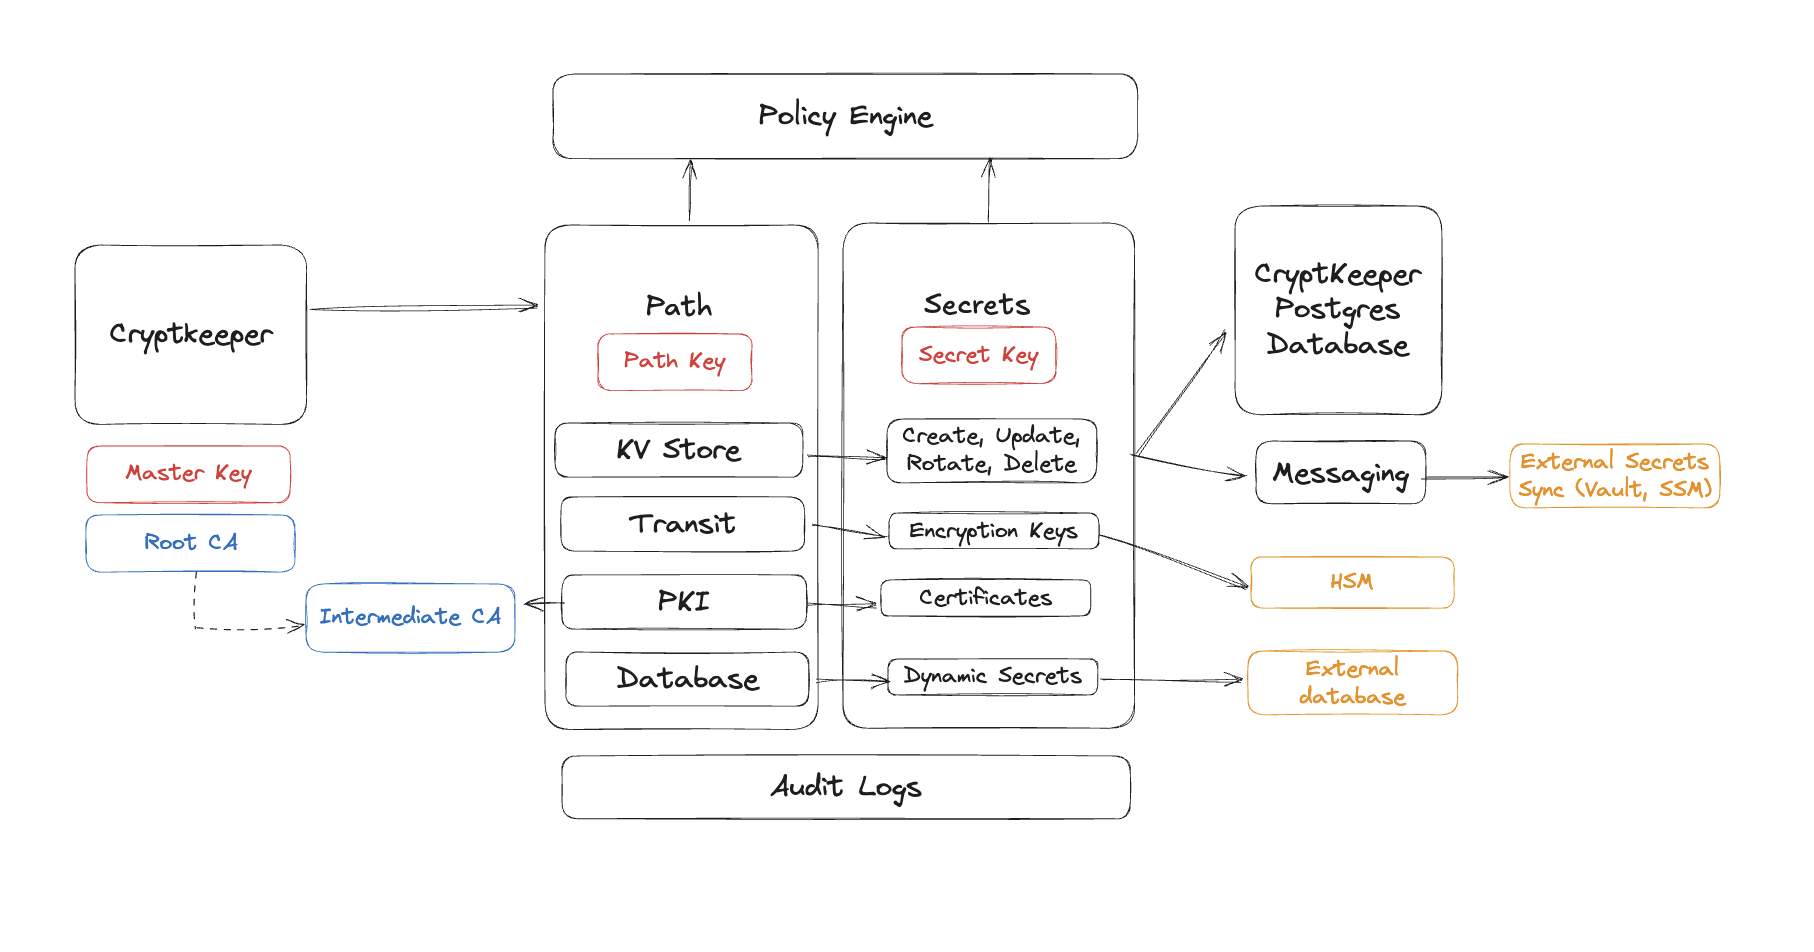 Policy Engine
Cryptkeeper
Master Key
Root CA
Intermediate CA
Path
Path Key
KV Store
Transit
PKI
Database
Secrets
Secret Key
Create, Update,
Rotate, Delete
Encryption Keys
Certificates
Dynamic Secrets
CryptKeeper
Postgres
Database
Messaging
External Secrets
Sync (Vault, SSM)
HSM
External
database
Audit Logs